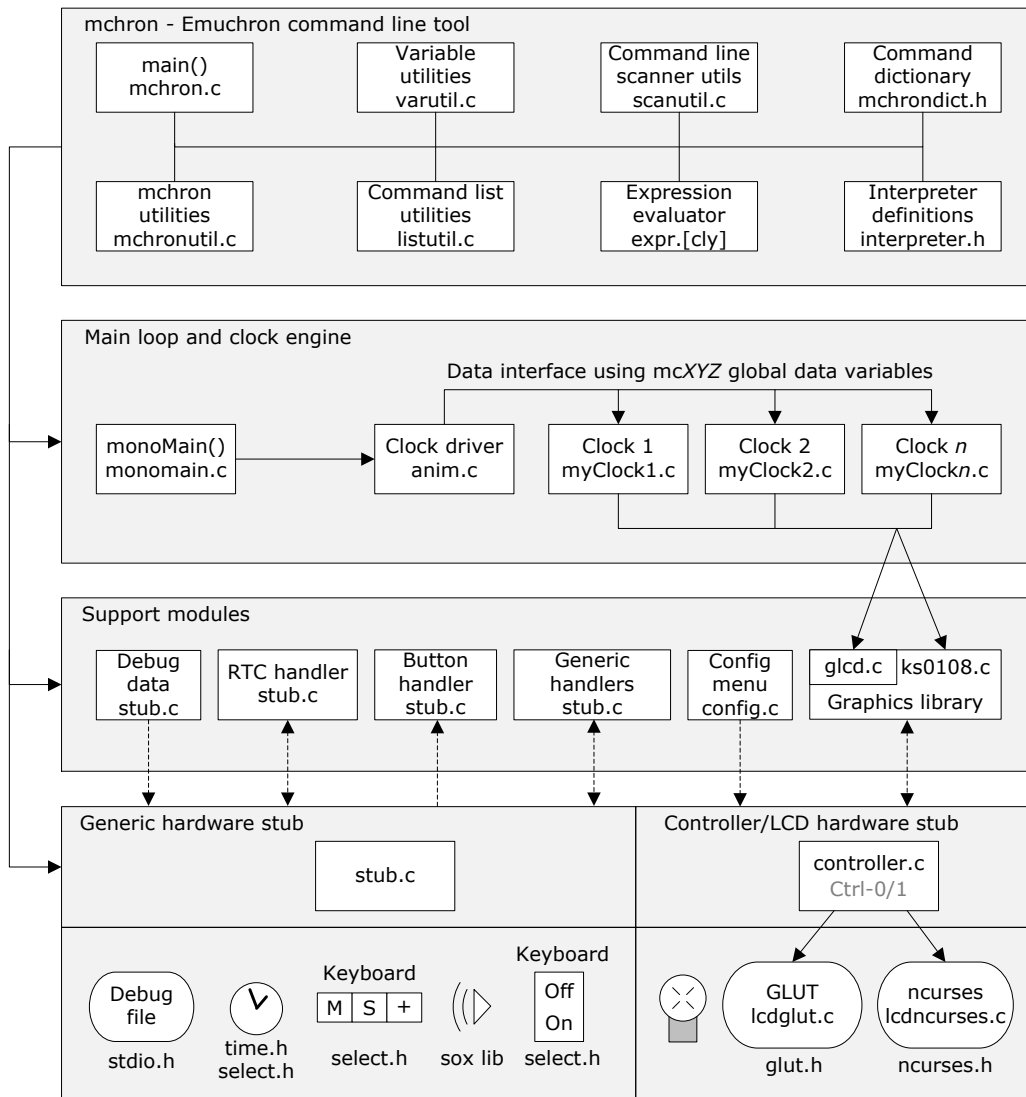 mchron - Emuchron command line tool
main()
mchron.c
Variable
utilities
varutil.c
Command line
scanner utils
scanutil.c
Command
dictionary
mchrondict.h
mchron
utilities
mchronutil.c
Command list
utilities
listutil.c
Expression
evaluator
expr.[cly]
Interpreter
definitions
interpreter.h
Main loop and clock engine
Data interface using mcXYZ global data variables
monoMain()
monomain.c
Clock driver
anim.c
Clock 1
myClock1.c
Clock 2
myClock2.c
Clock n
myClockn.c
Support modules
Debug
data
stub.c
RTC handler
stub.c
Button
handler
stub.c
Generic
handlers
stub.c
Config
menu
config.c
glcd.c
ks0108.c
Graphics library
Generic hardware stub
stub.c
Controller/LCD hardware stub
controller.c
Ctrl-0/1
Debug
file
stdio.h
time.h
select.h
Keyboard
M S +
select.h
sox lib
Keyboard
Off
On
select.h
GLUT
lcdglut.c
glut.h
ncurses
lcdncurses.c
ncurses.h